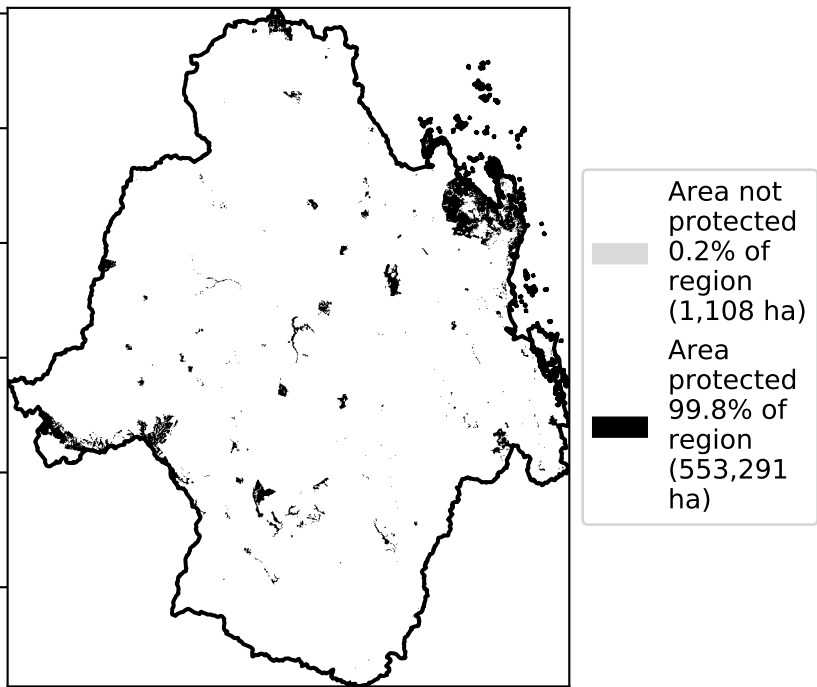 Area not
protected
0.2% of
region
(1,108 ha)
Area
protected
99.8% of
region
(553,291
ha)